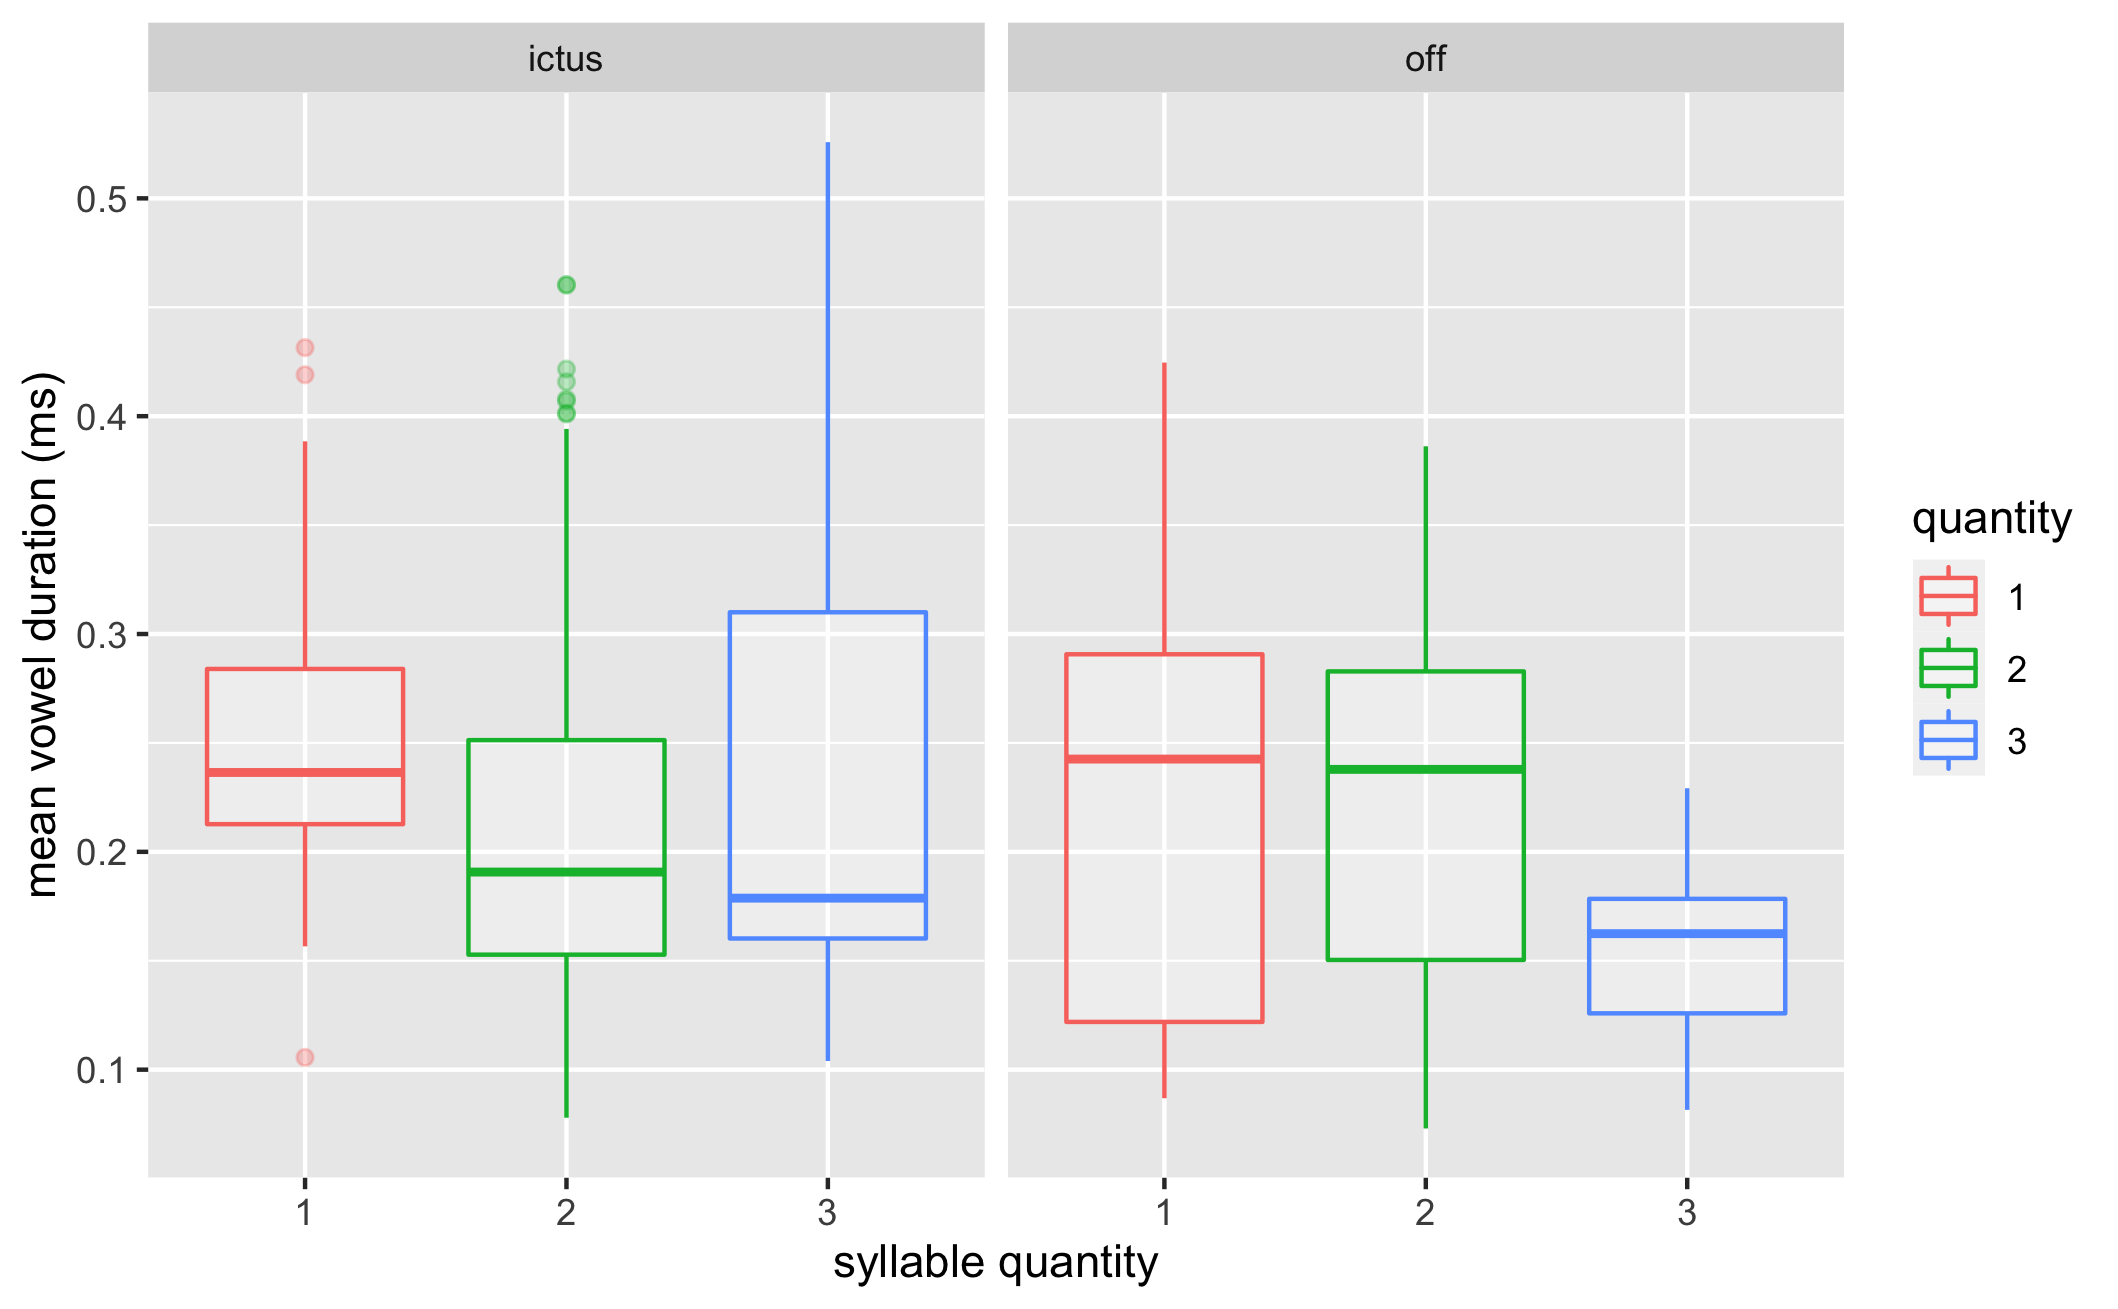 ictus
off
mean vowel duration (ms)
0.5
0.4
0.3
0.2
0.1
1 2 3
1 2 3
syllable quantity
quantity
1
2
3